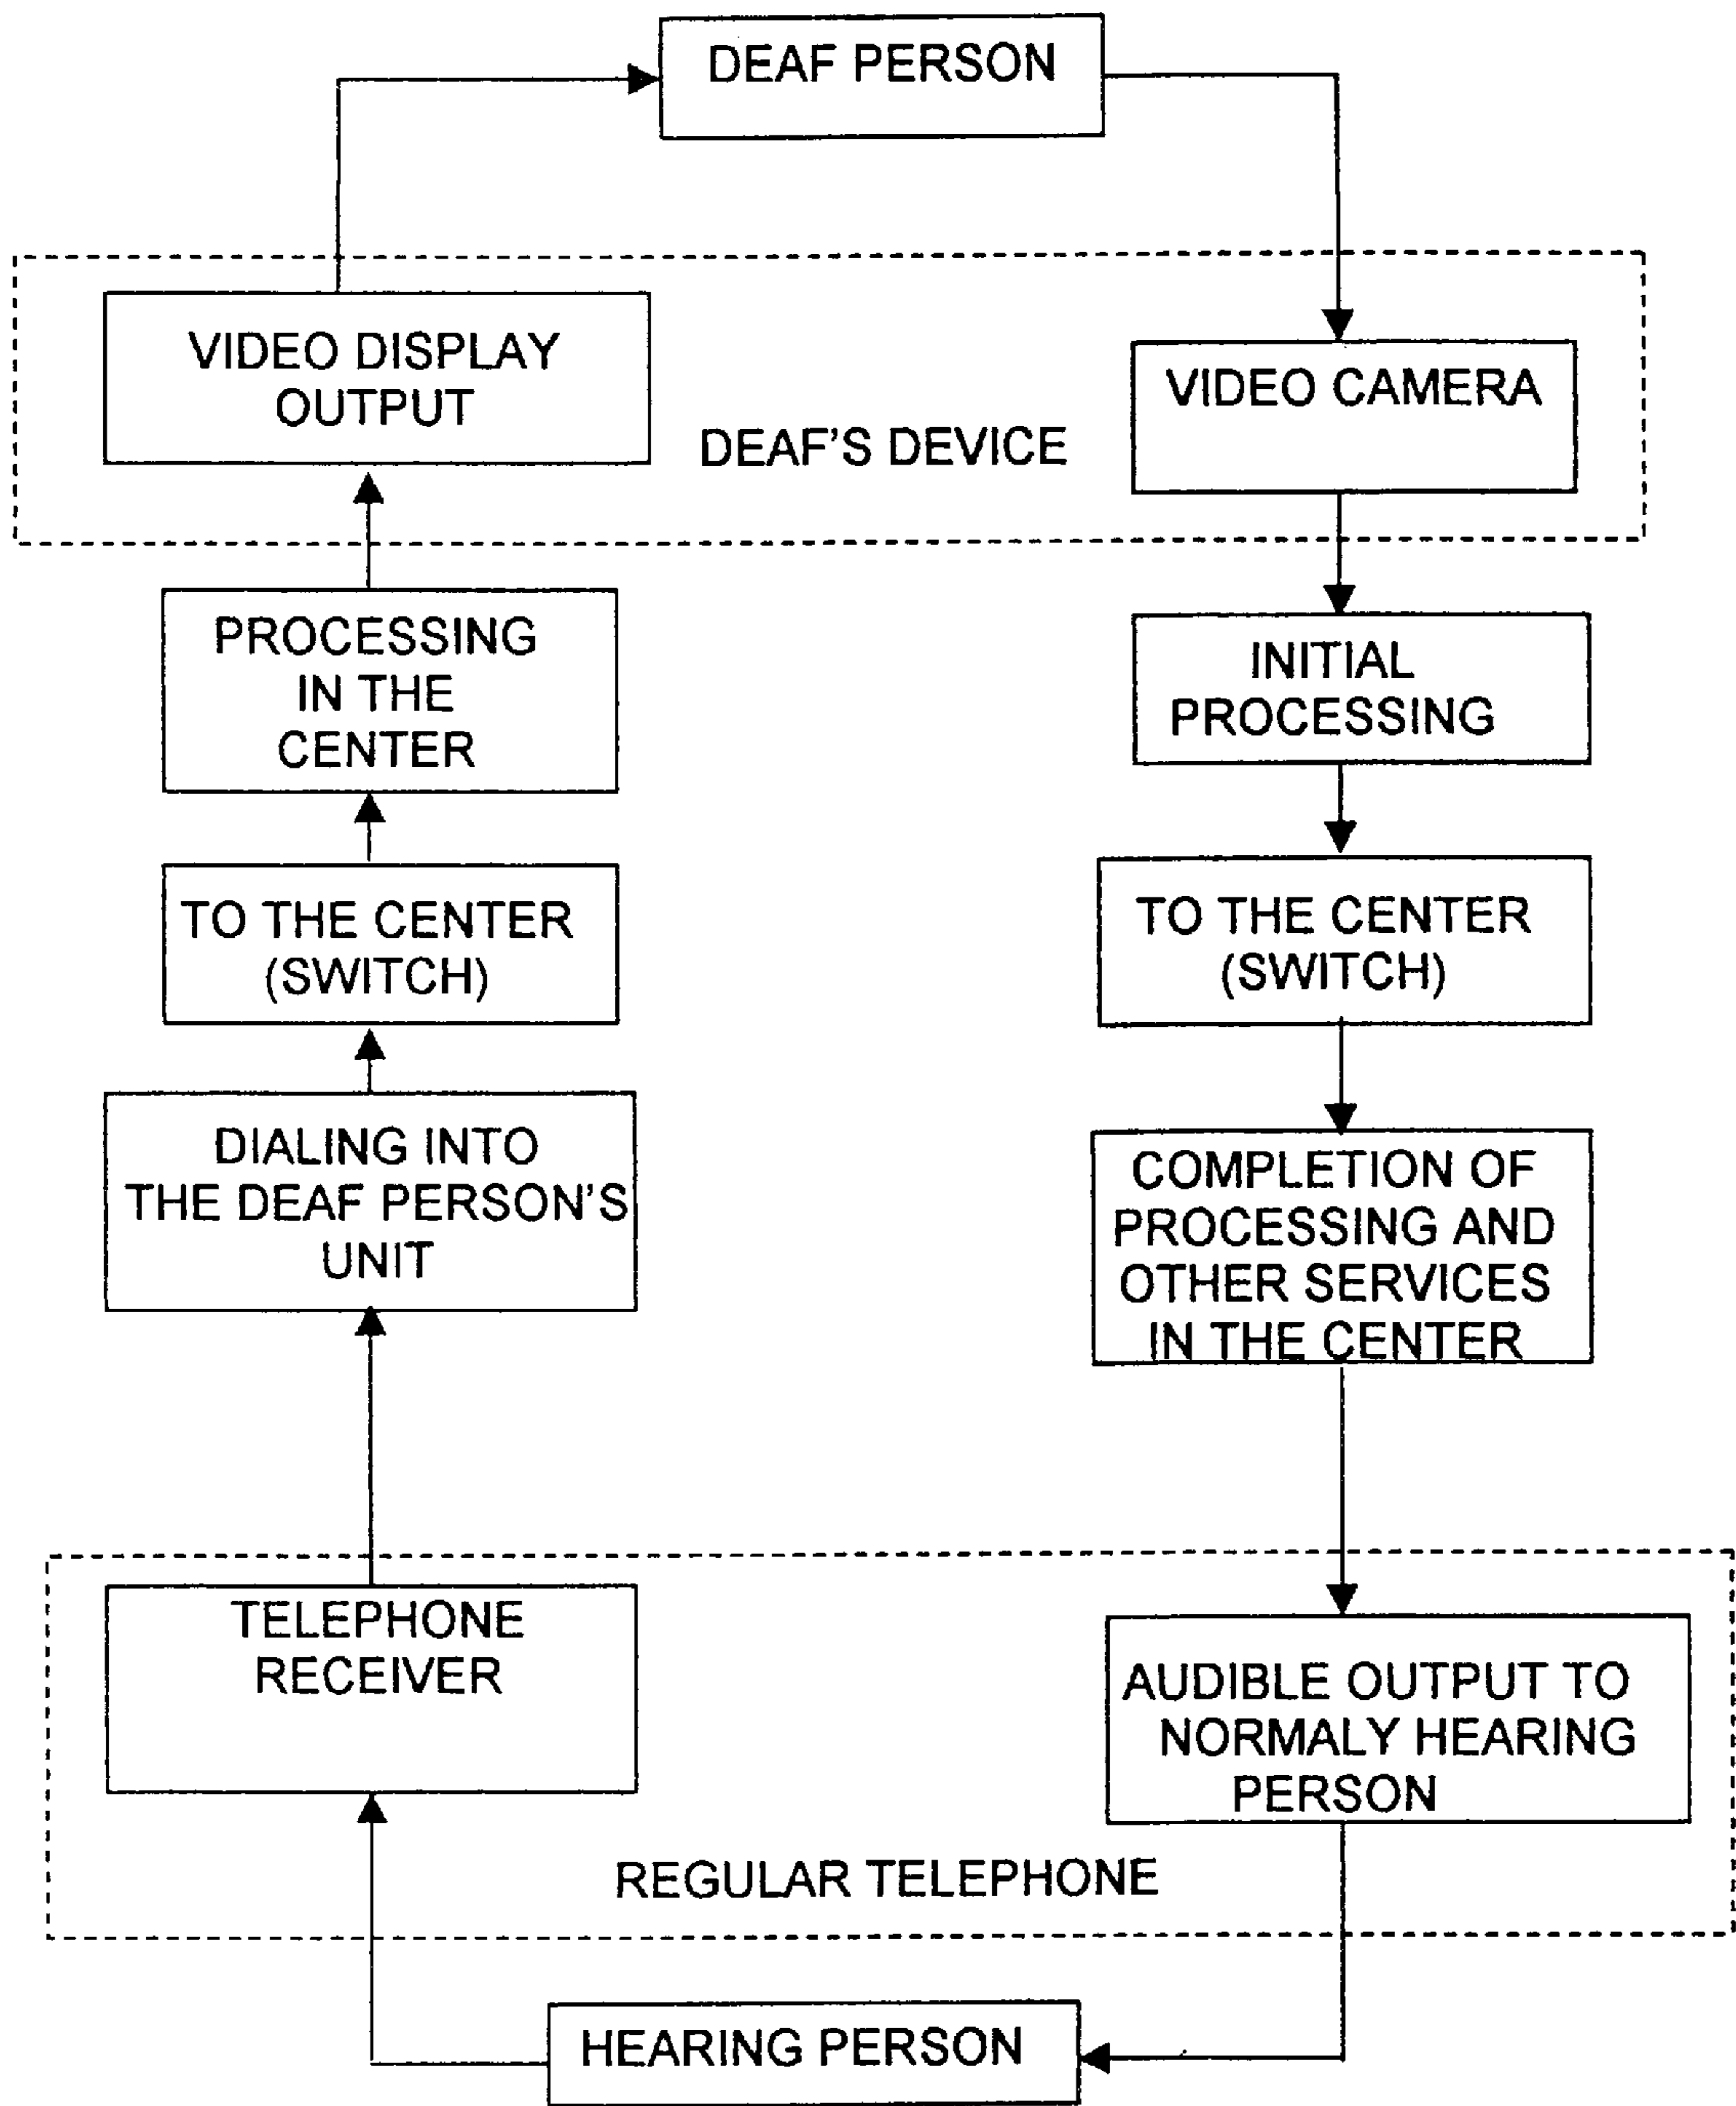 DEAF PERSON
VIDEO DISPLAY
OUTPUT
VIDEO CAMERA
DEAF'S DEVICE
PROCESSING
IN THE
CENTER
INITIAL
PROCESSING
TO THE CENTER
(SWITCH)
TO THE CENTER
(SWITCH)
DIALING INTO
THE DEAF PERSON'S
UNIT
COMPLETION OF
PROCESSING AND
OTHER SERVICES
IN THE CENTER
TELEPHONE
RECEIVER
AUDIBLE OUTPUT TO
NORMALY HEARING
PERSON
REGULAR TELEPHONE
HEARING PERSON